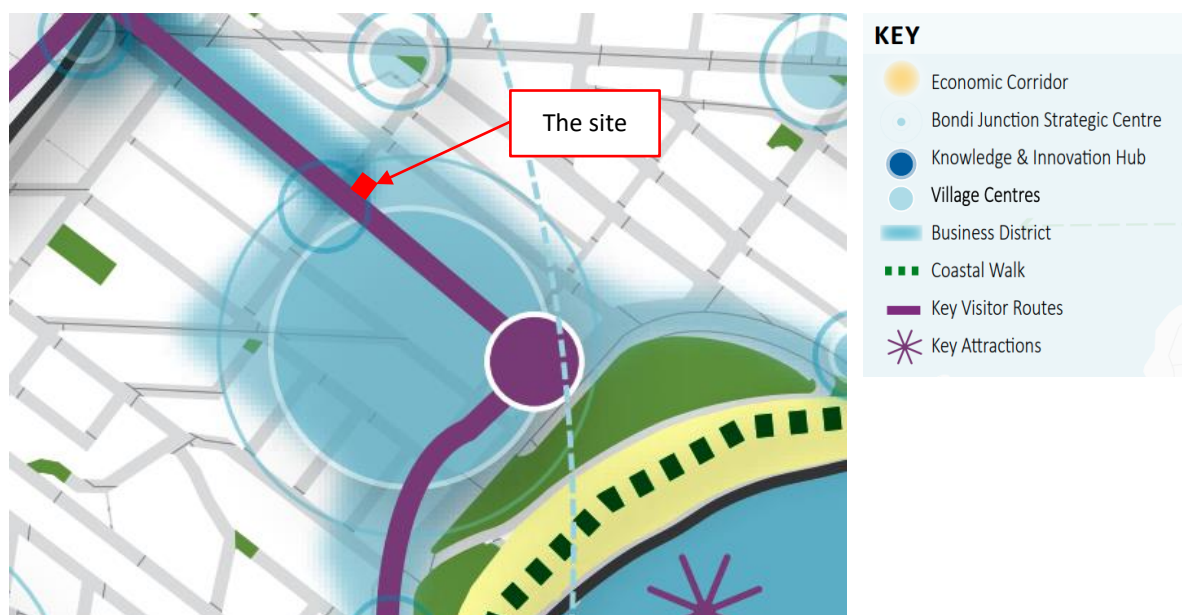 The site
KEY
Economic Corridor
Bondi Junction Strategic Centre
Knowledge & Innovation Hub
Village Centres
Business District
Coastal Walk
Key Visitor Routes
Key Attractions